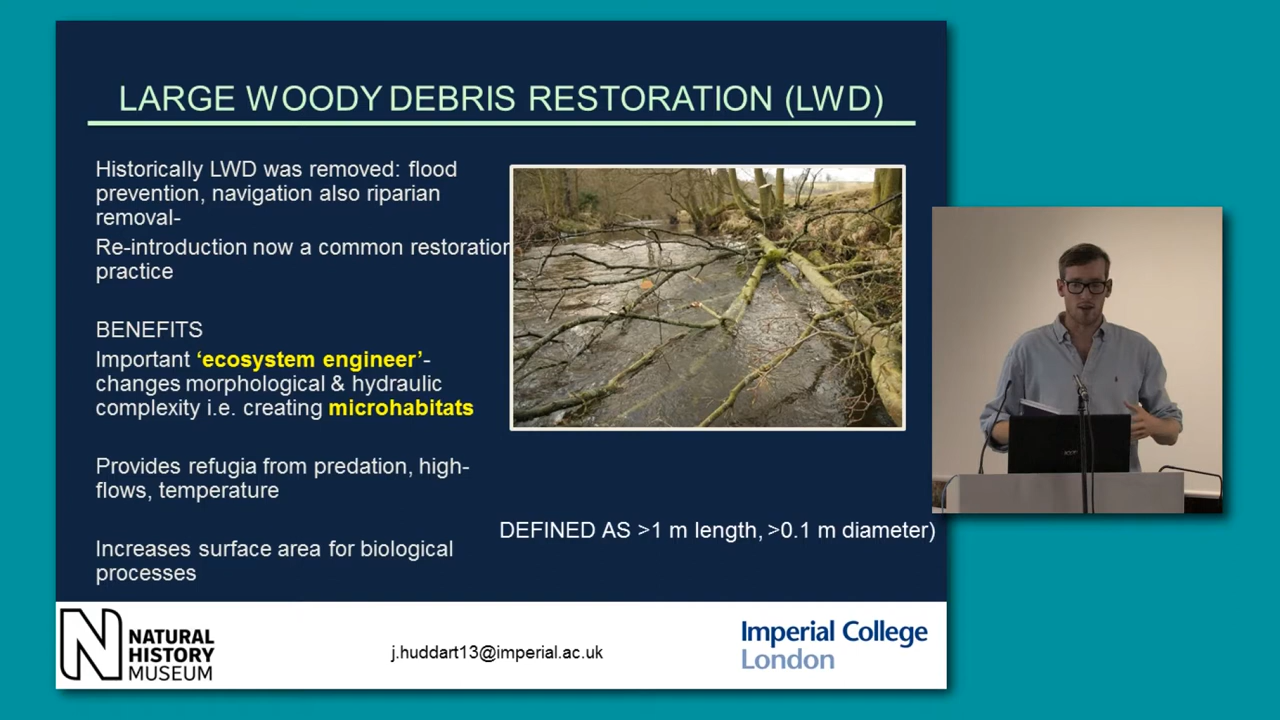 LARGE WOODY DEBRIS RESTORATION (LWD)
Historically LWD was removed: flood
prevention, navigation also riparian
removal-
Re-introduction now a common restoration
practice
BENEFITS
Important ‘ecosystem engineer’-
changes morphological & hydraulic
complexity i.e. creating microhabitats
Provides refugia from predation, high-
flows, temperature
Increases surface area for biological
processes
DEFINED AS >1 m length, >0.1 m diameter)
N NATURAL
HISTORY
MUSEUM
j.huddart13@imperial.ac.uk
Imperial College
London
acer